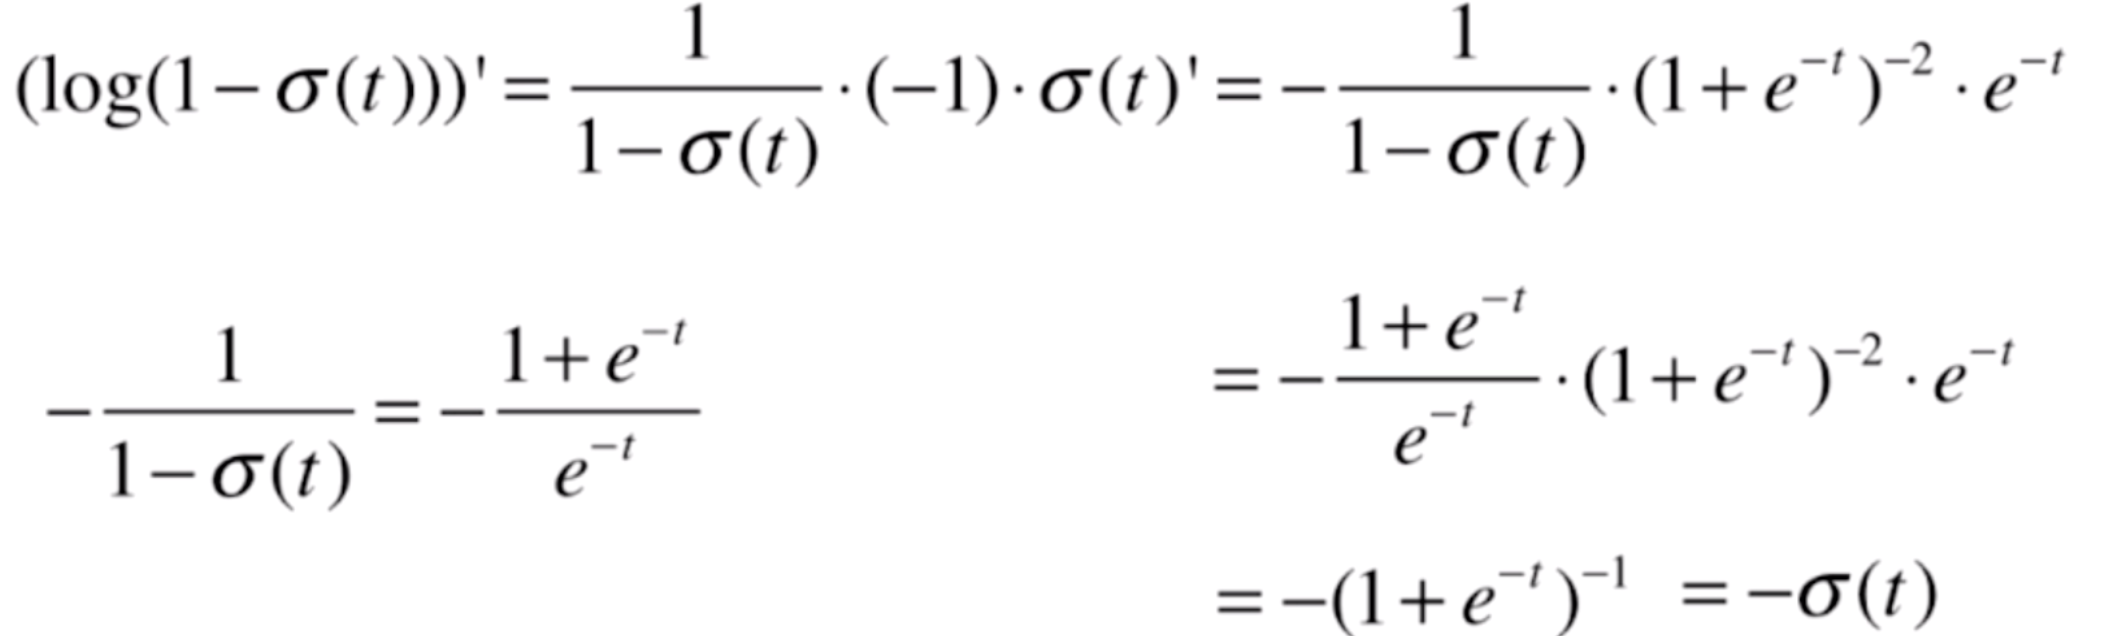 (log(1 − σ(t)))' = 1/(1 − σ(t)) · (−1) · σ(t)' = − 1/(1 − σ(t)) · (1 + e^{−t})^{−2} · e^{−t}
− 1/(1 − σ(t)) = − (1 + e^{−t})/e^{−t}
= − (1 + e^{−t})/e^{−t} · (1 + e^{−t})^{−2} · e^{−t}
= −(1 + e^{−t})^{−1} = −σ(t)